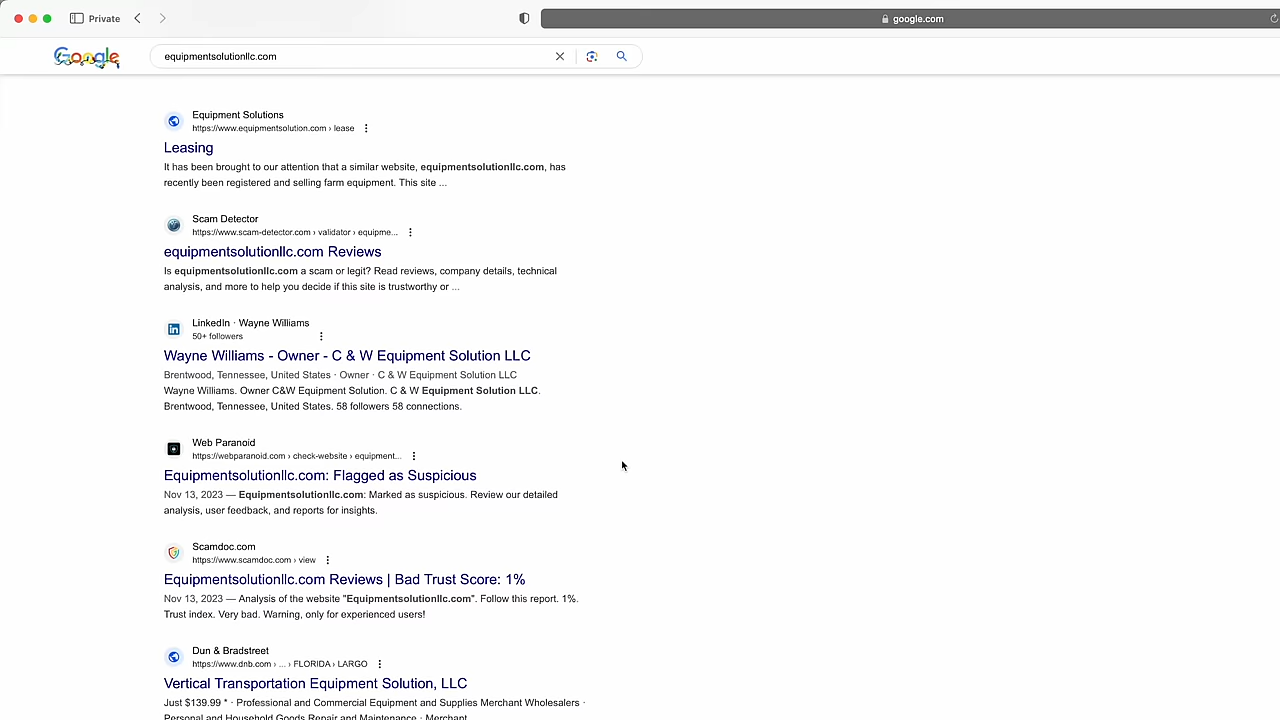 Private
google.com
Google
equipmentsolutionllc.com
Equipment Solutions
https://www.equipmentsolution.com › lease
Leasing
It has been brought to our attention that a similar website, equipmentsolutionllc.com, has
recently been registered and selling farm equipment. This site ...
Scam Detector
https://www.scam-detector.com › validator › equipme...
equipmentsolutionllc.com Reviews
Is equipmentsolutionllc.com a scam or legit? Read reviews, company details, technical
analysis, and more to help you decide if this site is trustworthy or ...
in
LinkedIn · Wayne Williams
50+ followers
Wayne Williams - Owner - C & W Equipment Solution LLC
Brentwood, Tennessee, United States · Owner · C & W Equipment Solution LLC
Wayne Williams. Owner C&W Equipment Solution. C & W Equipment Solution LLC.
Brentwood, Tennessee, United States. 58 followers 58 connections.
Web Paranoid
https://webparanoid.com › check-website › equipment...
Equipmentsolutionllc.com: Flagged as Suspicious
Nov 13, 2023 — Equipmentsolutionllc.com: Marked as suspicious. Review our detailed
analysis, user feedback, and reports for insights.
Scamdoc.com
https://www.scamdoc.com › view
Equipmentsolutionllc.com Reviews | Bad Trust Score: 1%
Nov 13, 2023 — Analysis of the website "Equipmentsolutionllc.com". Follow this report. 1%.
Trust index. Very bad. Warning, only for experienced users!
Dun & Bradstreet
https://www.dnb.com › ... › FLORIDA › LARGO
Vertical Transportation Equipment Solution, LLC
Just $139.99 * · Professional and Commercial Equipment and Supplies Merchant Wholesalers ·
Personal and Household Goods Repair and Maintenance · Merchant